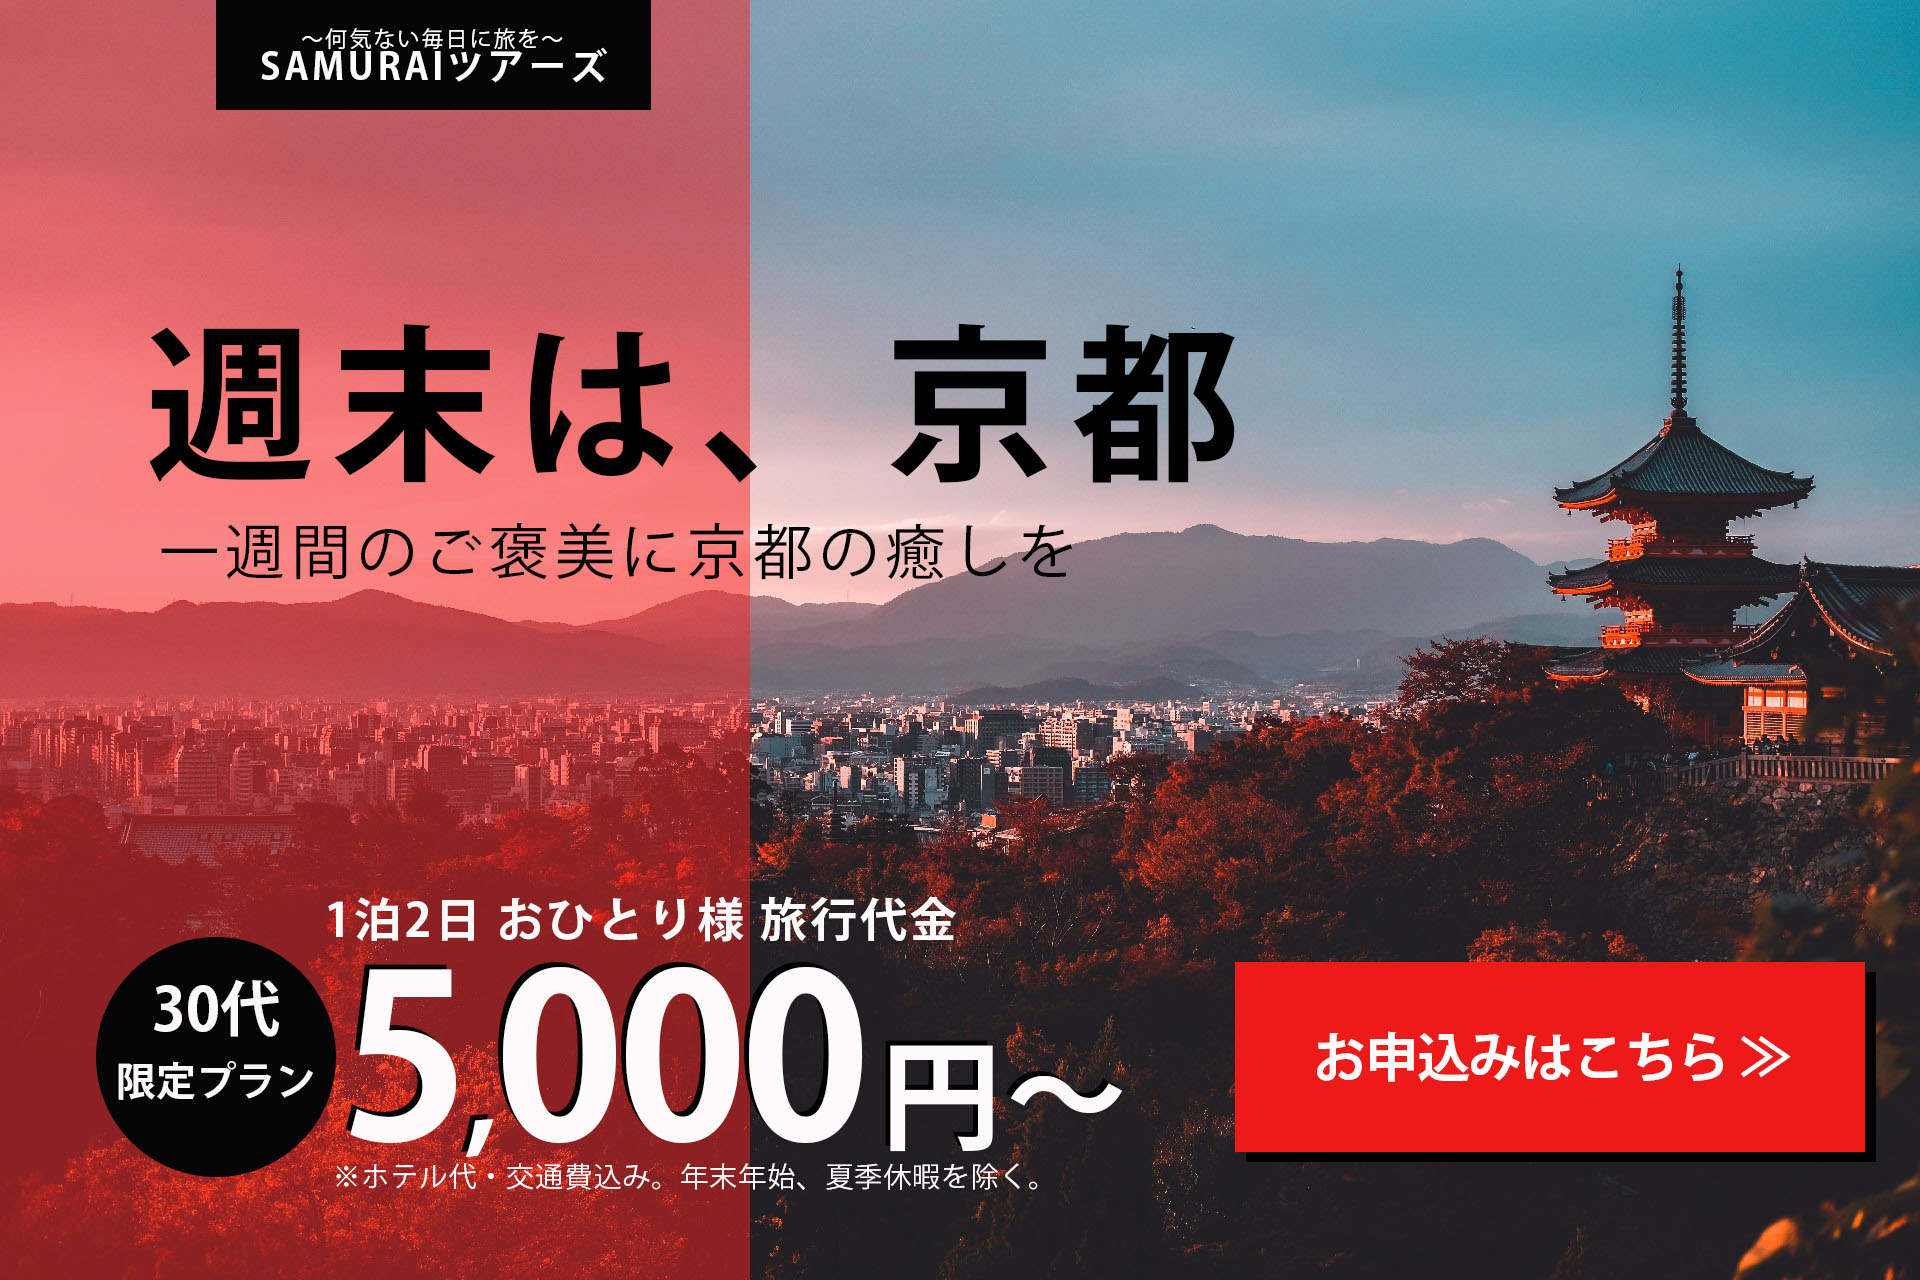 〜何気ない毎日に旅を〜
SAMURAIツアーズ
週末は、京都
一週間のご褒美に京都の癒しを
1泊2日 おひとり様 旅行代金
30代
限定プラン
5,000円〜
※ホテル代・交通費込み。年末年始、夏季休暇を除く。
お申込みはこちら≫